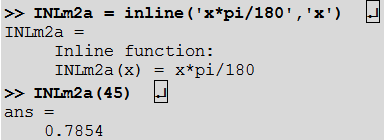 >> INLm2a = inline('x*pi/180','x') ↵
INLm2a =
Inline function:
INLm2a(x) = x*pi/180
>> INLm2a(45) ↵
ans =
0.7854